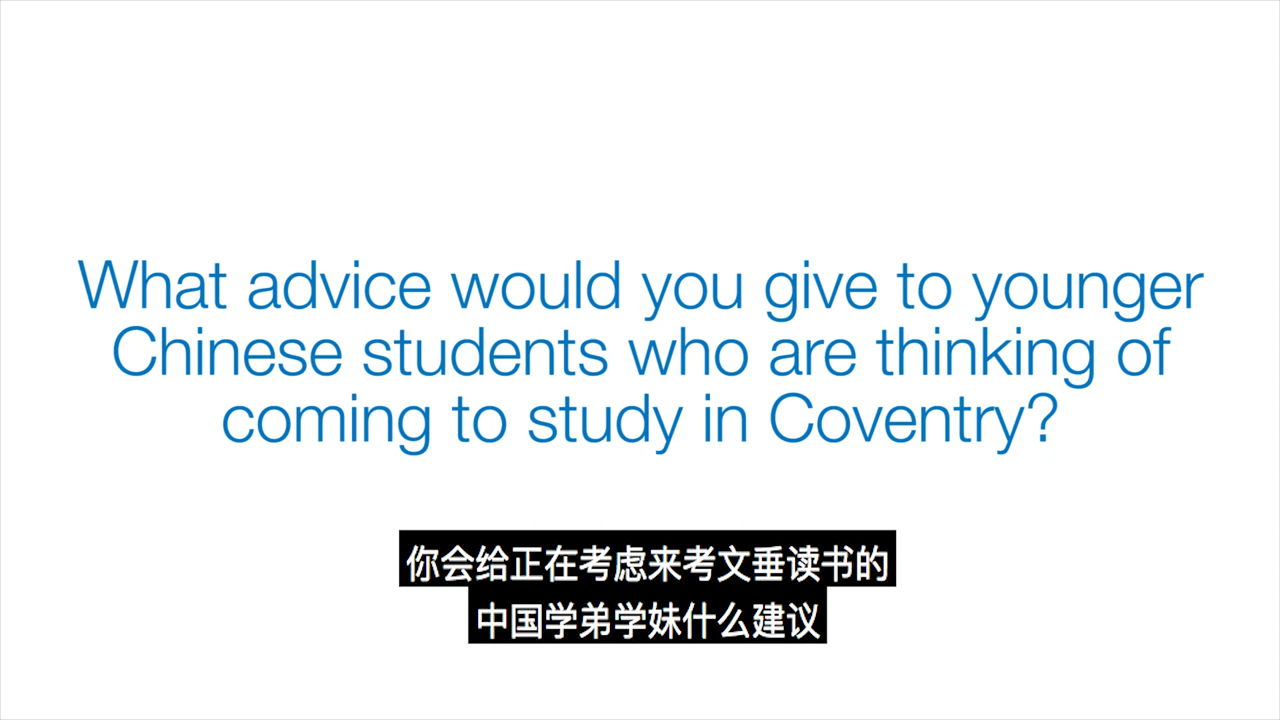 What advice would you give to younger
Chinese students who are thinking of
coming to study in Coventry?
你会给正在考虑来考文垂读书的
中国学弟学妹什么建议